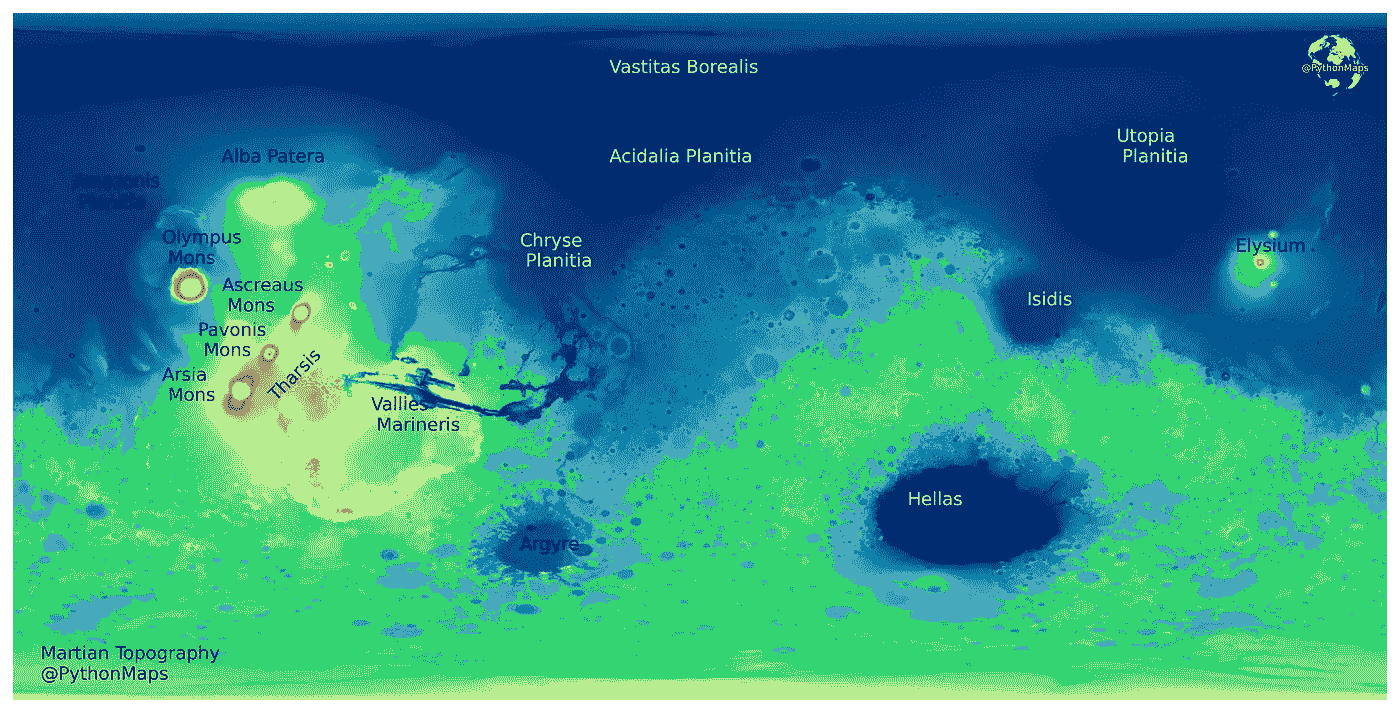 Vastitas Borealis
@PythonMaps
Utopia
Planitia
Alba Patera
Acidalia Planitia
Amazonis
Planitia
Olympus
Mons
Chryse
Planitia
Elysium
Ascreaus
Mons
Isidis
Pavonis
Mons
Tharsis
Arsia
Mons
Vallies
Marineris
Hellas
Argyre
Martian Topography
@PythonMaps